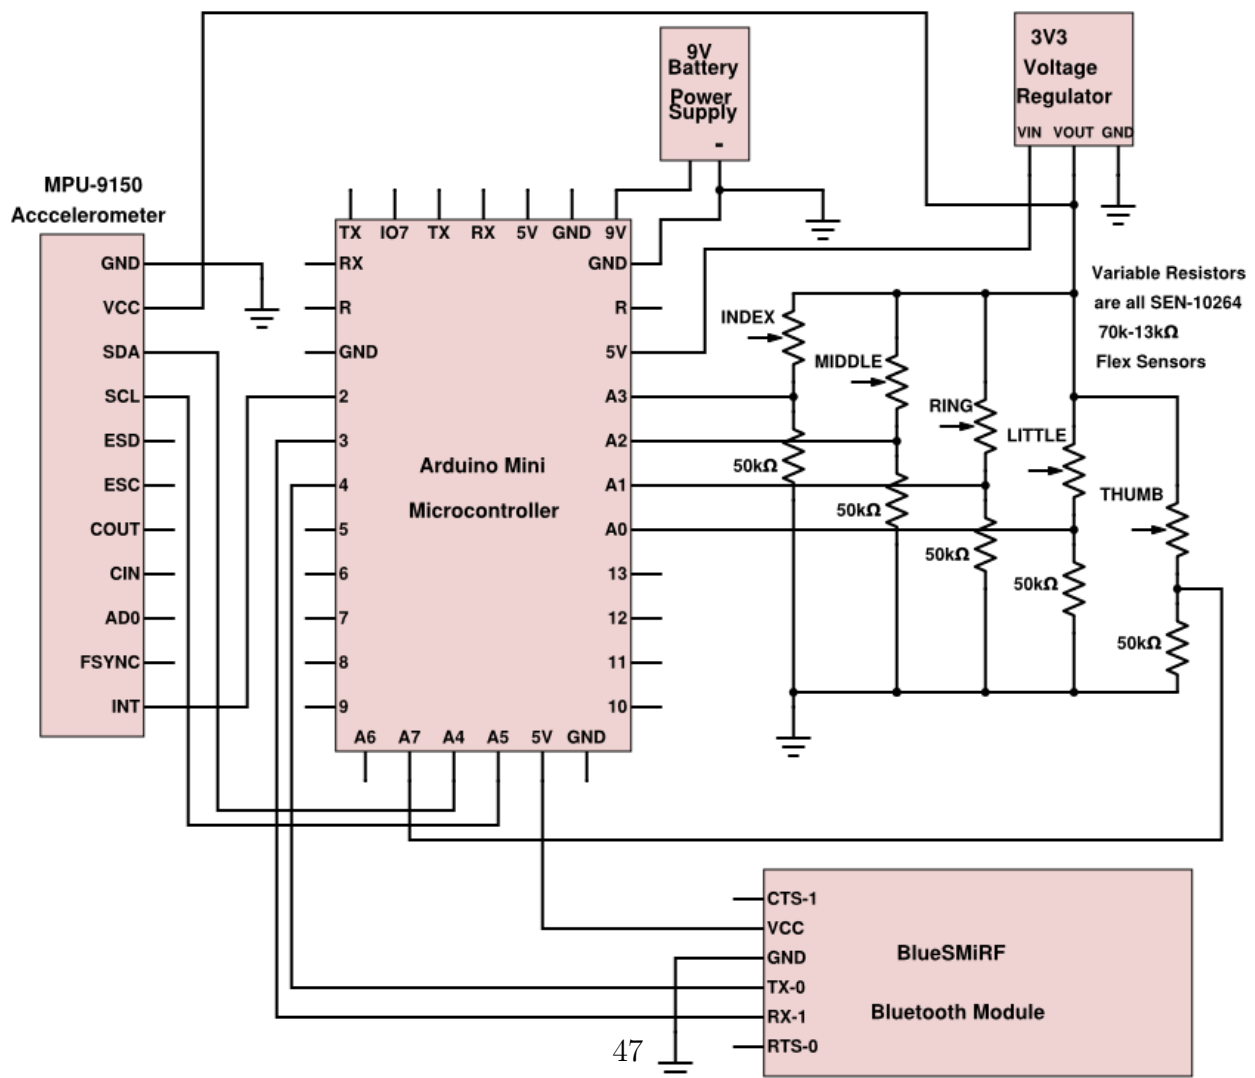 9V
Battery
Power
Supply
-
3V3
Voltage
Regulator
VIN VOUT GND
MPU-9150
Acccelerometer
GND
VCC
SDA
SCL
ESD
ESC
COUT
CIN
AD0
FSYNC
INT
TX IO7 TX RX 5V GND 9V
RX
R
GND
2
3
4
5
6
7
8
9
Arduino Mini
Microcontroller
GND
R
5V
A3
A2
A1
A0
13
12
11
10
A6 A7 A4 A5 5V GND
Variable Resistors
are all SEN-10264
70k-13kΩ
Flex Sensors
INDEX
MIDDLE
RING
LITTLE
THUMB
50kΩ
50kΩ
50kΩ
50kΩ
50kΩ
CTS-1
VCC
GND
TX-0
RX-1
RTS-0
BlueSMiRF
Bluetooth Module
47